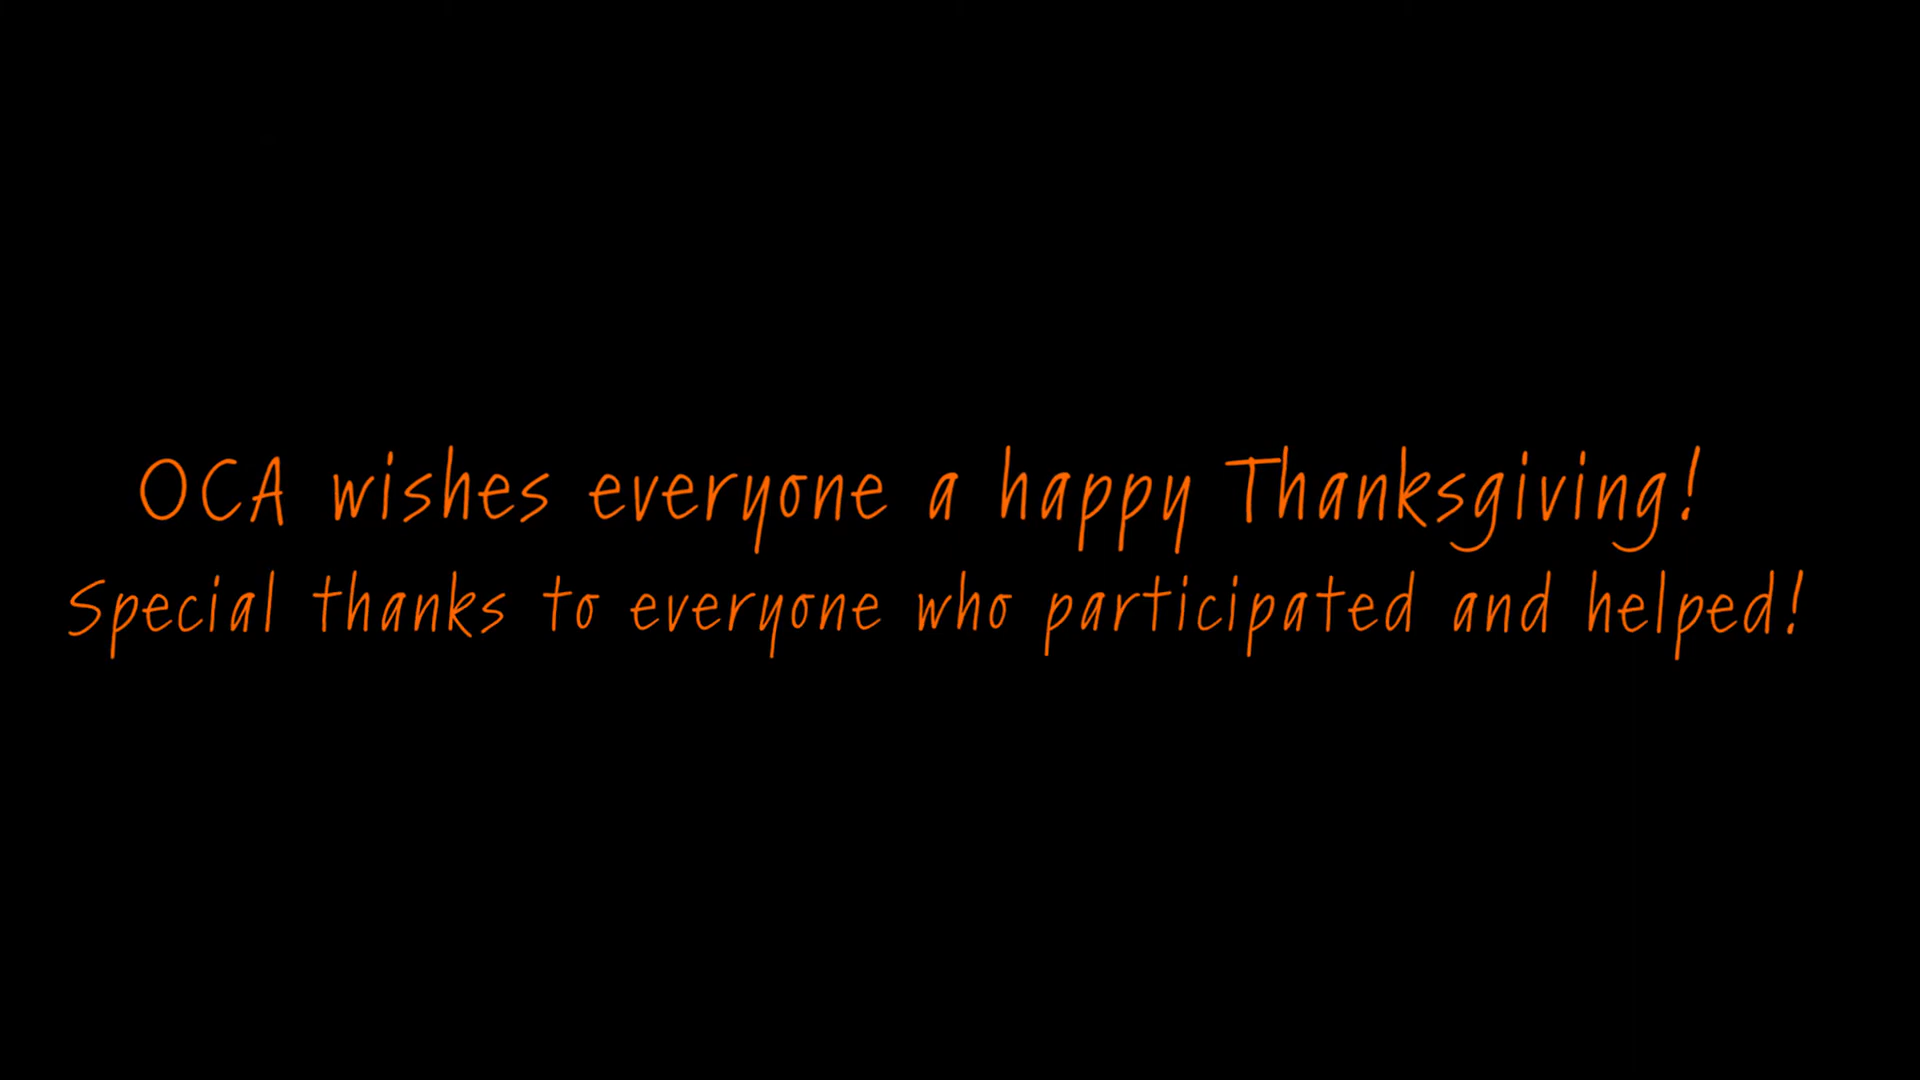 OCA wishes everyone a happy Thanksgiving!
Special thanks to everyone who participated and helped!